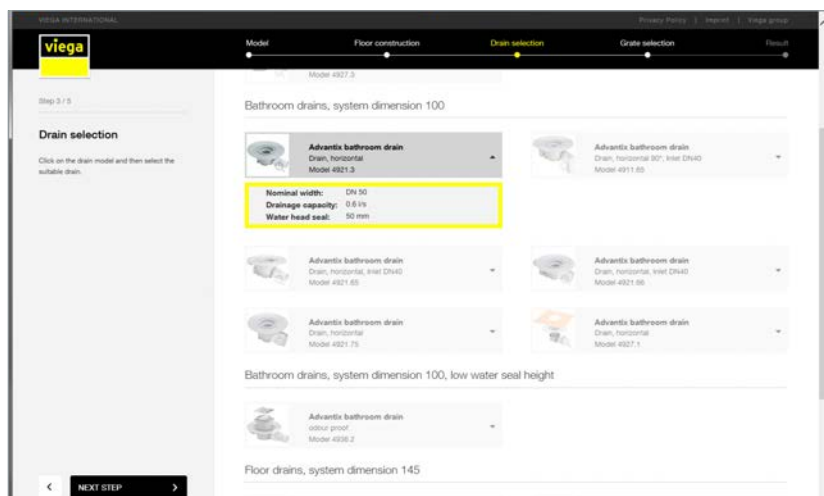 VIEGA INTERNATIONAL
Privacy Policy | Imprint | Viega group
viega
Model
Floor construction
Drain selection
Grate selection
Result
Step 3 / 5
Drain selection
Click on the drain model and then select the
suitable drain.
Model 4927.3
Bathroom drains, system dimension 100
Advantix bathroom drain
Drain, horizontal
Model 4921.3
Advantix bathroom drain
Drain, horizontal 90°, Inlet DN40
Model 4911.65
Nominal width: DN 50
Drainage capacity: 0.6 l/s
Water head seal: 50 mm
Advantix bathroom drain
Drain, horizontal, Inlet DN40
Model 4921.65
Advantix bathroom drain
Drain, horizontal, Inlet DN40
Model 4921.66
Advantix bathroom drain
Drain, horizontal
Model 4921.75
Advantix bathroom drain
Drain, horizontal
Model 4927.1
Bathroom drains, system dimension 100, low water seal height
Advantix bathroom drain
odour proof
Model 4936.2
Floor drains, system dimension 145
NEXT STEP